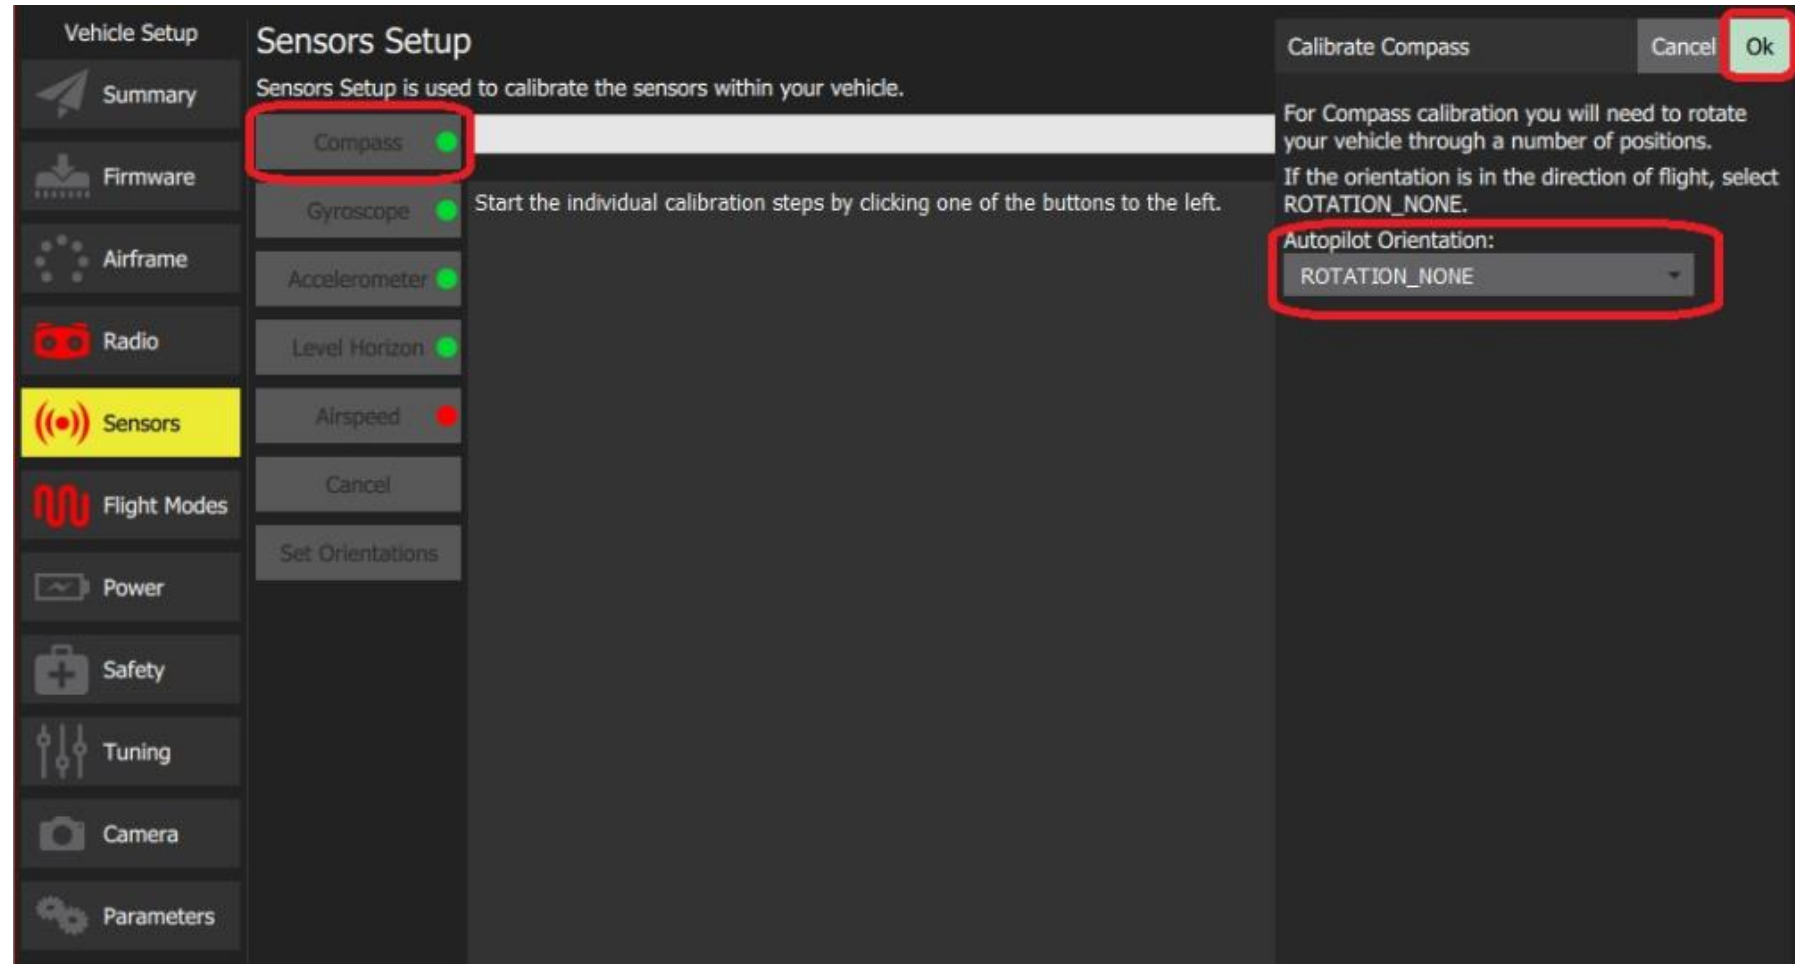 Vehicle Setup
Summary
Firmware
Airframe
Radio
Sensors
Flight Modes
Power
Safety
Tuning
Camera
Parameters
Sensors Setup
Sensors Setup is used to calibrate the sensors within your vehicle.
Compass
Gyroscope
Accelerometer
Level Horizon
Airspeed
Cancel
Set Orientations
Start the individual calibration steps by clicking one of the buttons to the left.
Calibrate Compass
Cancel
Ok
For Compass calibration you will need to rotate
your vehicle through a number of positions.
If the orientation is in the direction of flight, select
ROTATION_NONE.
Autopilot Orientation:
ROTATION_NONE